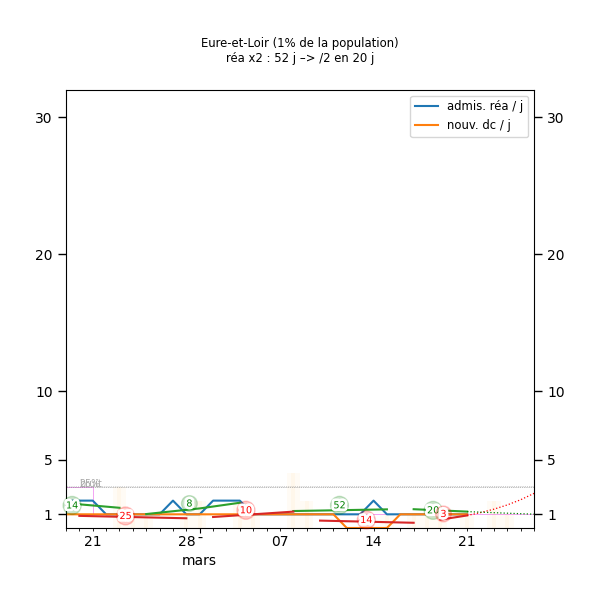 Eure-et-Loir (1% de la population)
réa x2 : 52 j –> /2 en 20 j
admis. réa / j
nouv. dc / j
30 30
20 20
10 10
5 5
1 1
14 25 8 10 52 14 20 3
21 28 - 07 14 21
mars